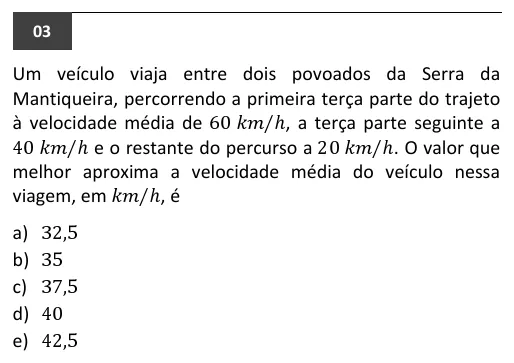 03
Um veículo viaja entre dois povoados da Serra da
Mantiqueira, percorrendo a primeira terça parte do trajeto
à velocidade média de 60 km/h, a terça parte seguinte a
40 km/h e o restante do percurso a 20 km/h. O valor que
melhor aproxima a velocidade média do veículo nessa
viagem, em km/h, é
a) 32,5
b) 35
c) 37,5
d) 40
e) 42,5